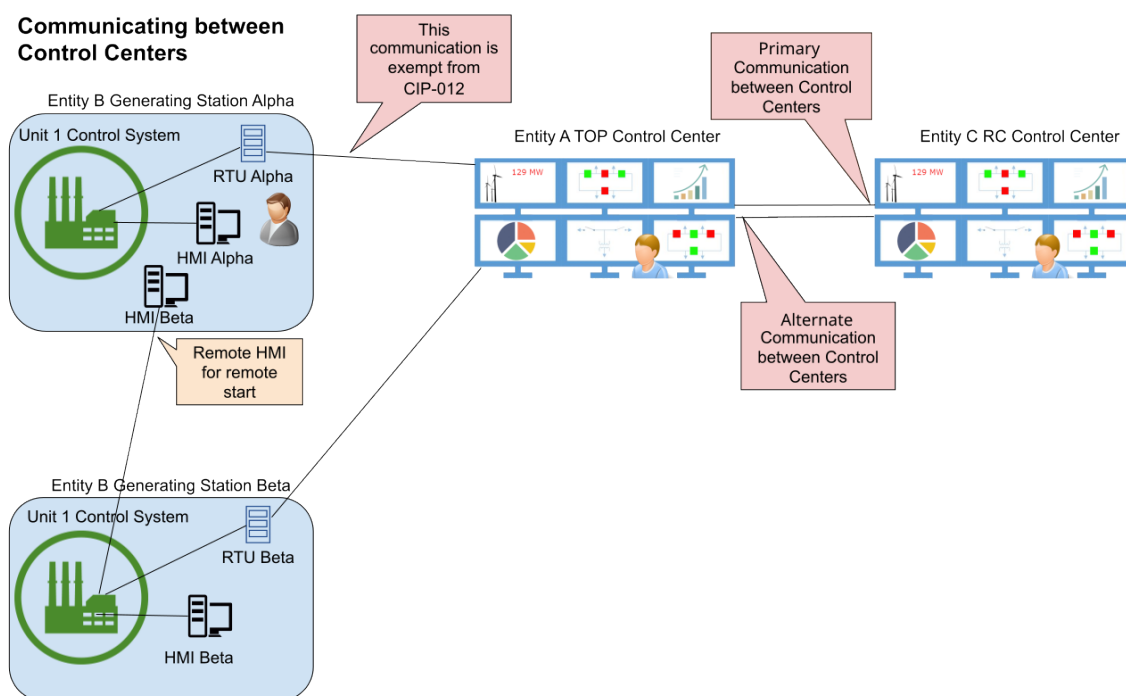 Communicating between
Control Centers
This
communication is
exempt from
CIP-012
Primary
Communication
between Control
Centers
Entity B Generating Station Alpha
Unit 1 Control System
RTU Alpha
HMI Alpha
HMI Beta
Remote HMI
for remote
start
Entity A TOP Control Center
129 MW
Entity C RC Control Center
129 MW
Alternate
Communication
between Control
Centers
Entity B Generating Station Beta
Unit 1 Control System
RTU Beta
HMI Beta